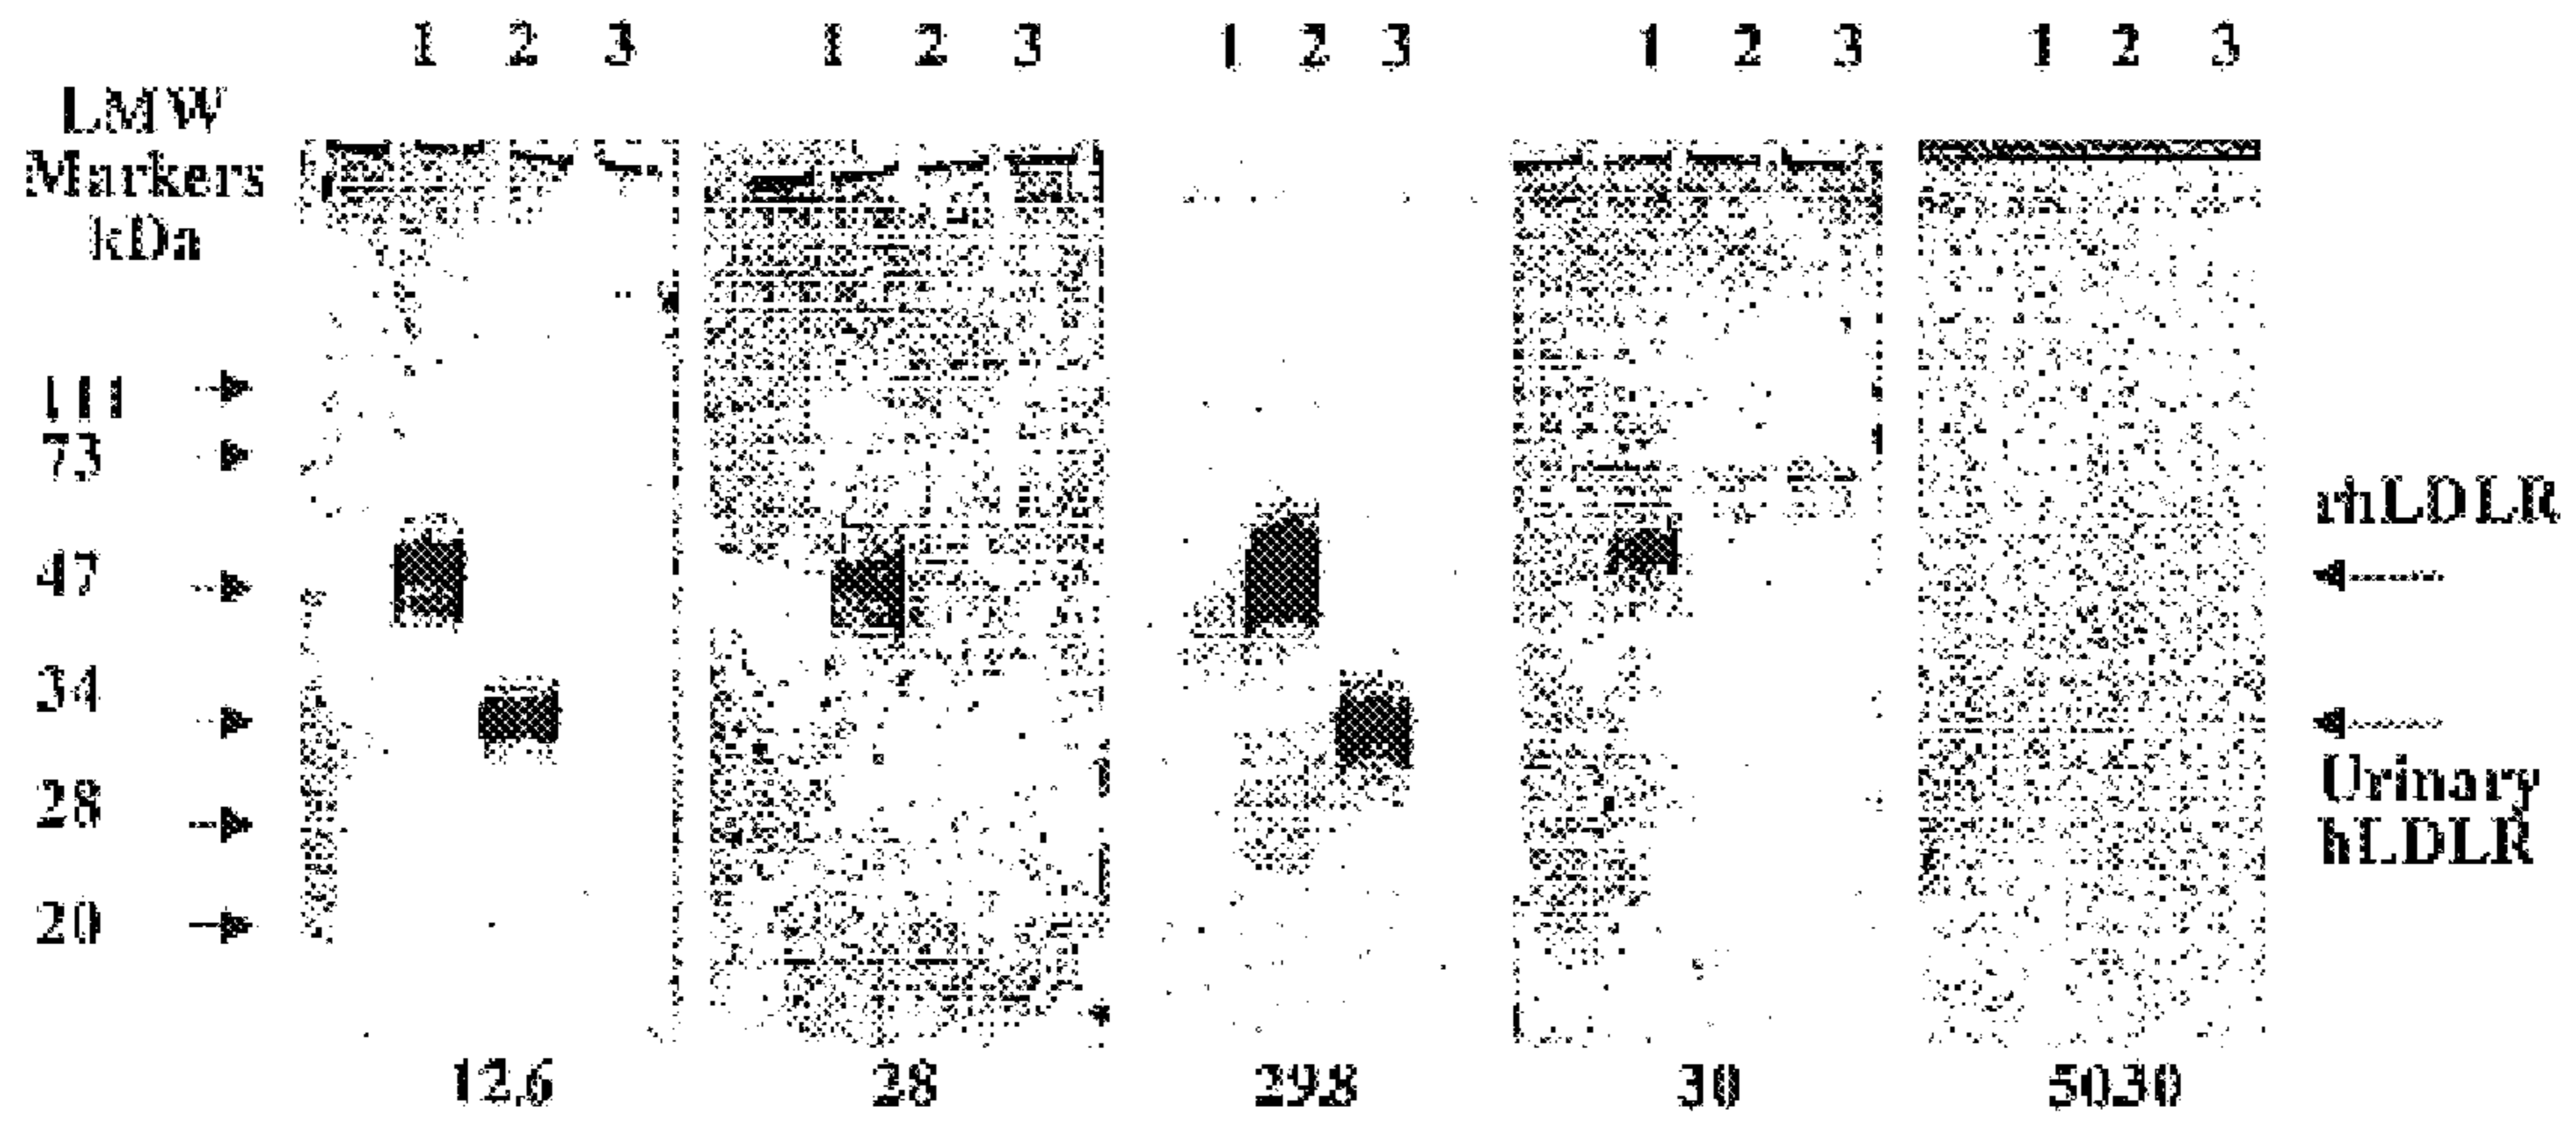 1 2 3 1 2 3 1 2 3 1 2 3 1 2 3
LMW
Markers
kDa
111
73
47
34
28
20
rhLDLR
Urinary
hLDLR
12.6 28 29.8 30 50.30